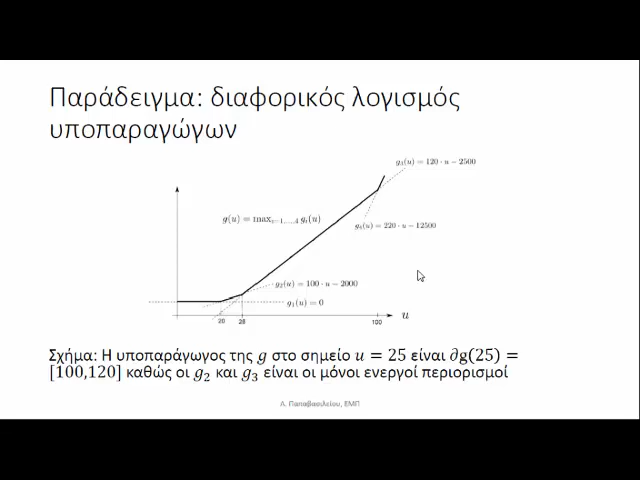 Παράδειγμα: διαφορικός λογισμός
υποπαραγώγων
g₃(u) = 120 · u − 2500
g(u) = max_{i=1,...,4} g_i(u)
g₄(u) = 220 · u − 12500
g₂(u) = 100 · u − 2000
g₁(u) = 0
20
100
u
Σχήμα: Η υποπαράγωγος της g στο σημείο u = 25 είναι ∂g(25) =
[100,120] καθώς οι g₂ και g₃ είναι οι μόνοι ενεργοί περιορισμοί
Α. Παπαβασιλείου, ΕΜΠ